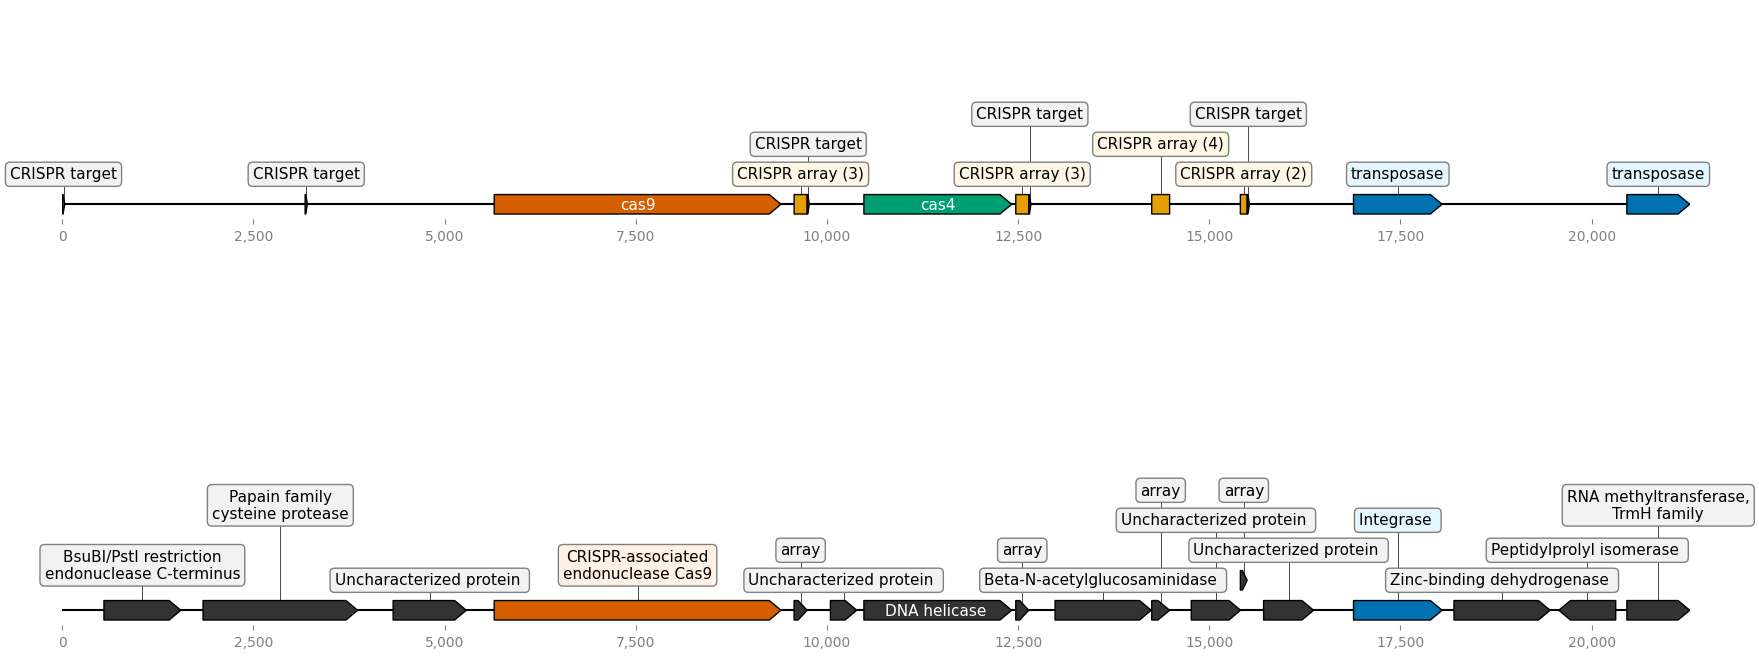 CRISPR target
CRISPR target
CRISPR target
CRISPR array (4)
CRISPR target
CRISPR target
CRISPR array (3)
CRISPR array (3)
CRISPR array (2)
transposase
transposase
cas9
cas4
0
2,500
5,000
7,500
10,000
12,500
15,000
17,500
20,000
array
array
Papain family
cysteine protease
RNA methyltransferase,
TrmH family
Uncharacterized protein
Integrase
BsuBI/PstI restriction
endonuclease C-terminus
CRISPR-associated
endonuclease Cas9
array
array
Uncharacterized protein
Peptidylprolyl isomerase
Uncharacterized protein
Uncharacterized protein
Beta-N-acetylglucosaminidase
Zinc-binding dehydrogenase
DNA helicase
0
2,500
5,000
7,500
10,000
12,500
15,000
17,500
20,000